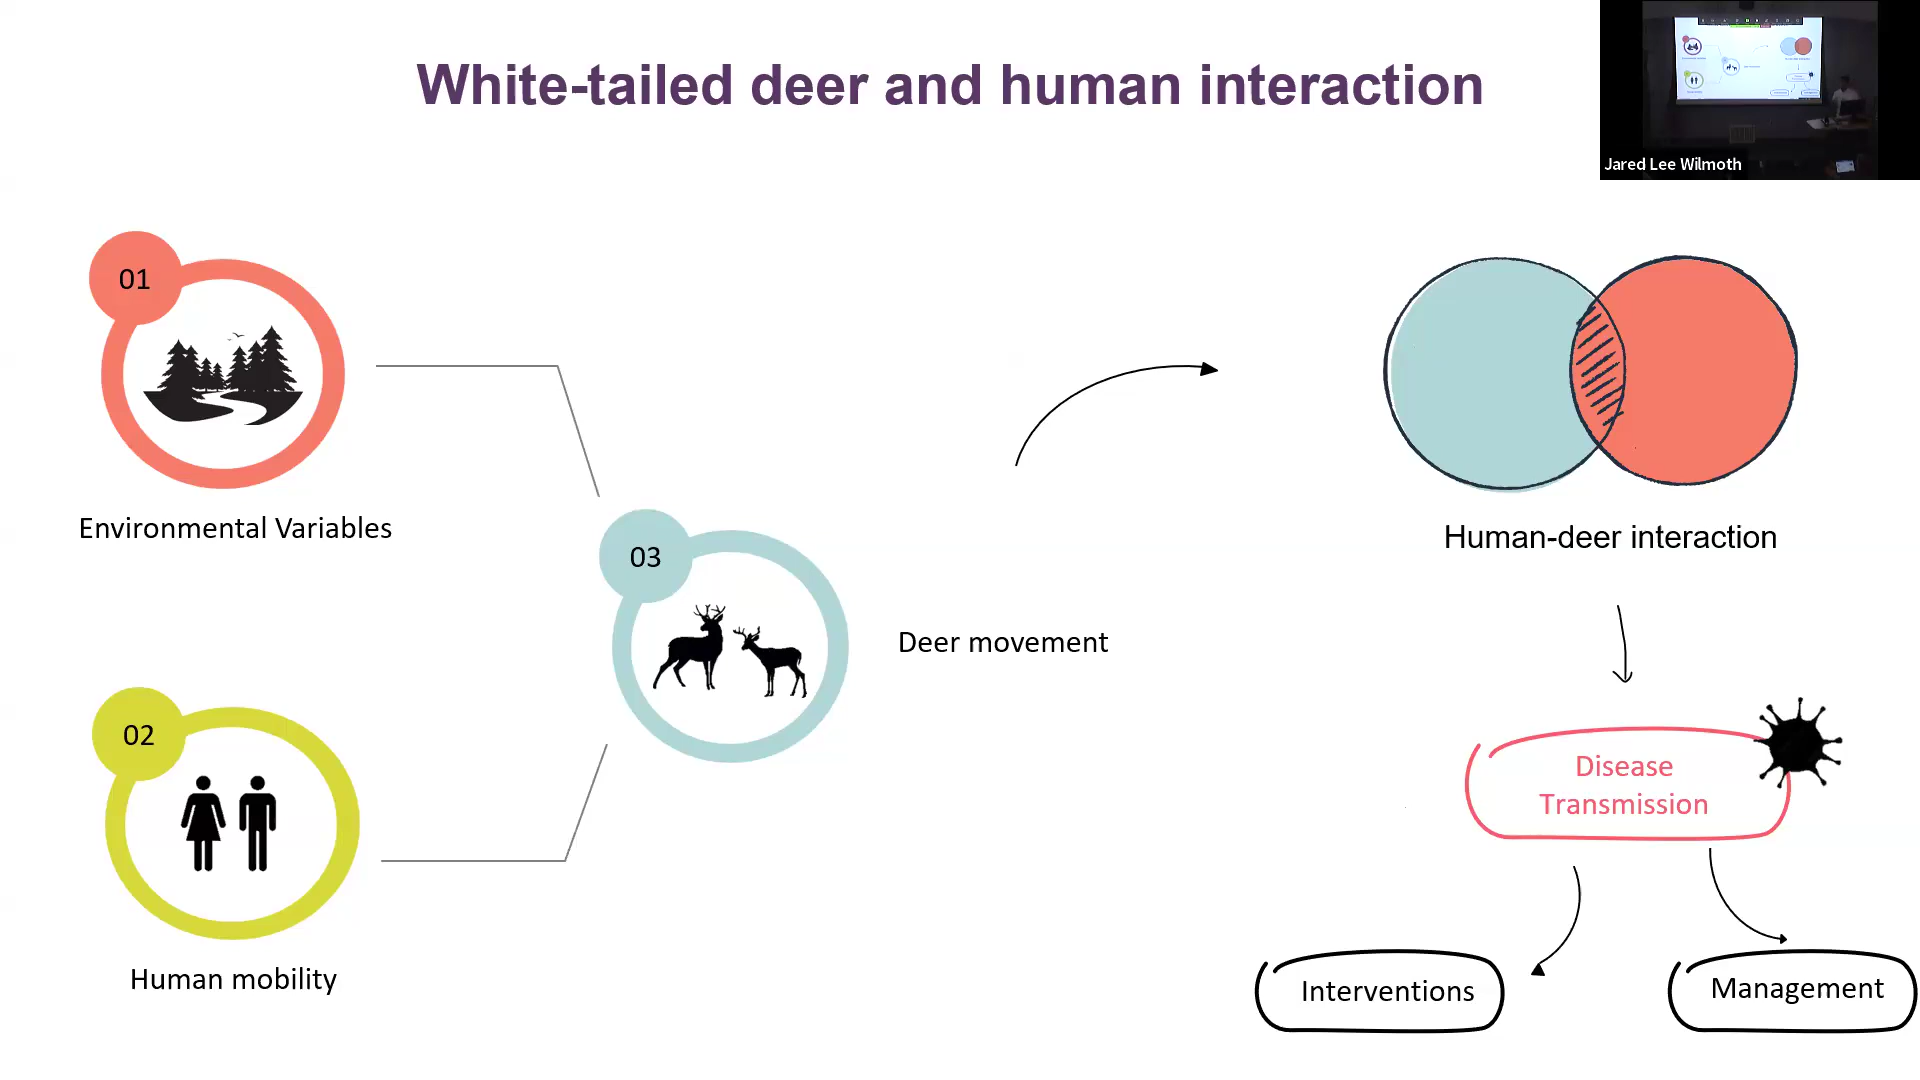 White-tailed deer and human interaction
Jared Lee Wilmoth
01
Environmental Variables
02
Human mobility
03
Deer movement
Human-deer interaction
Disease
Transmission
Interventions
Management